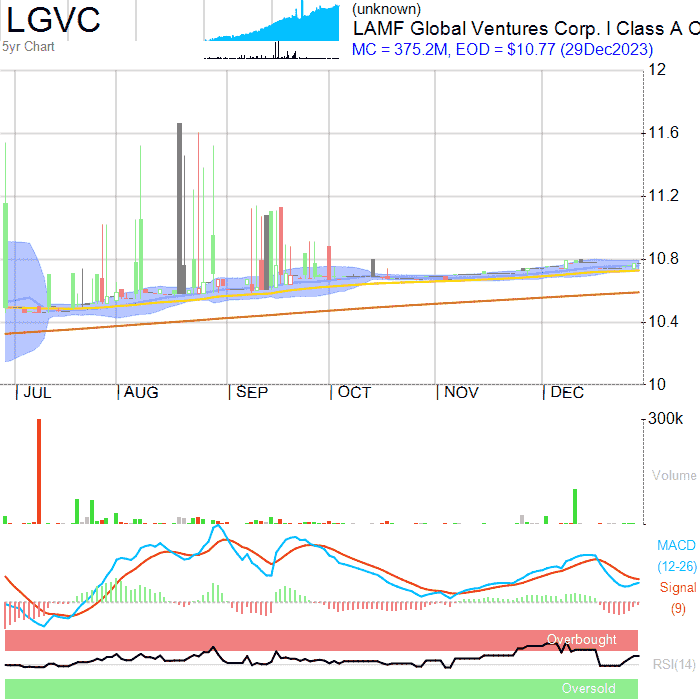 LGVC
5yr Chart
(unknown)
LAMF Global Ventures Corp. I Class A O
MC = 375.2M, EOD = $10.77 (29Dec2023)
12
11.6
11.2
10.8
10.4
10
JUL AUG SEP OCT NOV DEC
300k
Volume
MACD
(12-26)
Signal
(9)
Overbought
RSI(14)
Oversold